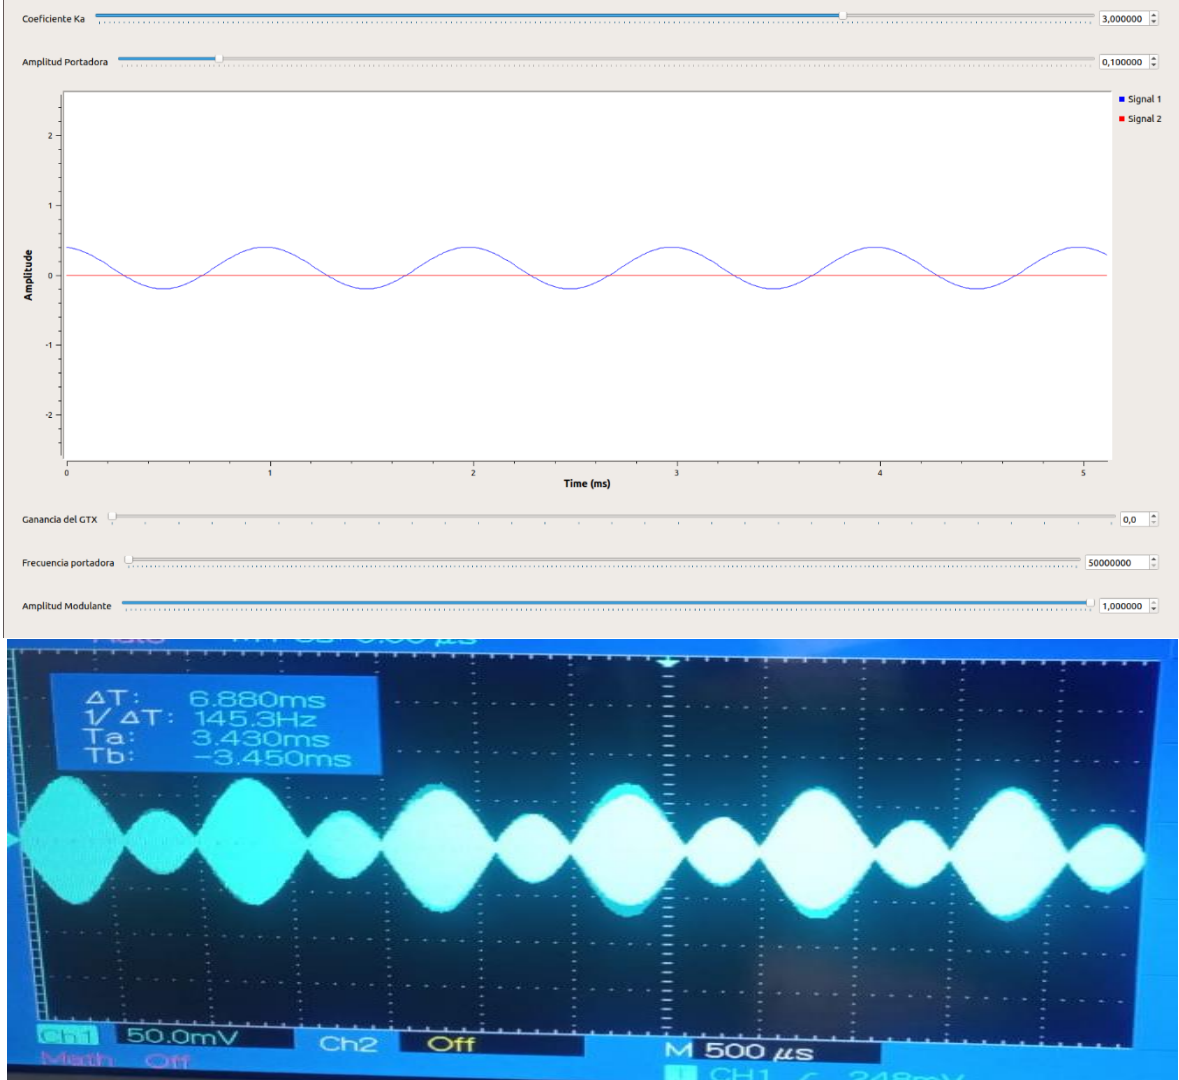 Coeficiente Ka 3,000000
Amplitud Portadora 0,100000
Signal 1
Signal 2
2
1
0
-1
-2
Amplitude
0 1 2 3 4 5
Time (ms)
Ganancia del GTX 0,0
Frecuencia portadora 50000000
Amplitud Modulante 1,000000
ΔT: 6.880ms
1/ΔT: 145.3Hz
Ta: 3.430ms
Tb: -3.450ms
Ch1 50.0mV Ch2 Off M 500 µs
Math Off
CH1